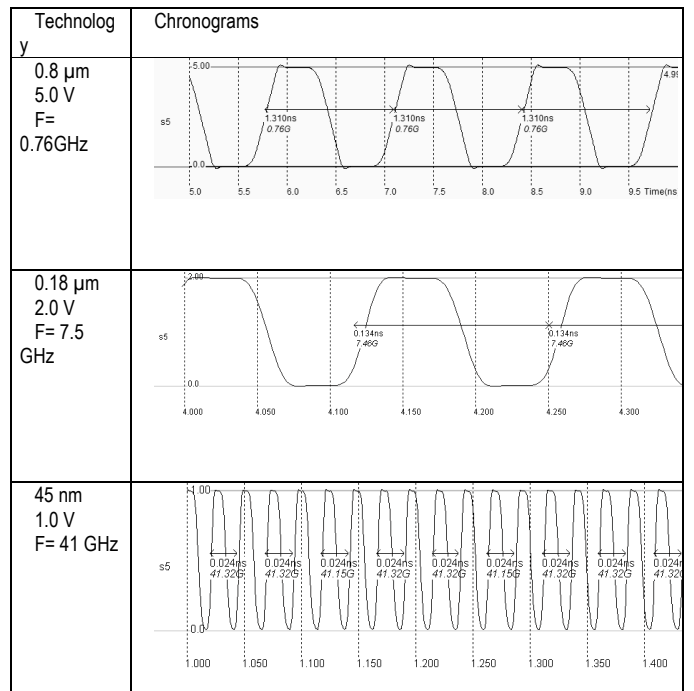 Technolog
y
Chronograms
0.8 µm
5.0 V
F=
0.76GHz
5.00
s5
1.310ns 1.310ns 1.310ns
0.76G 0.76G 0.76G
0.0
5.0 5.5 6.0 6.5 7.0 7.5 8.0 8.5 9.0 9.5 Time(ns
0.18 µm
2.0 V
F= 7.5
GHz
2.00
s5
0.134ns 0.134ns
7.46G 7.46G
0.0
4.000 4.050 4.100 4.150 4.200 4.250 4.300
45 nm
1.0 V
F= 41 GHz
1.00
s5
0.024ns 0.024ns 0.024ns 0.024ns 0.024ns 0.024ns 0.024ns 0.024ns 0.024n
41.32G 41.32G 41.15G 41.32G 41.32G 41.15G 41.32G 41.32G 41.32G
0.0
1.000 1.050 1.100 1.150 1.200 1.250 1.300 1.350 1.400